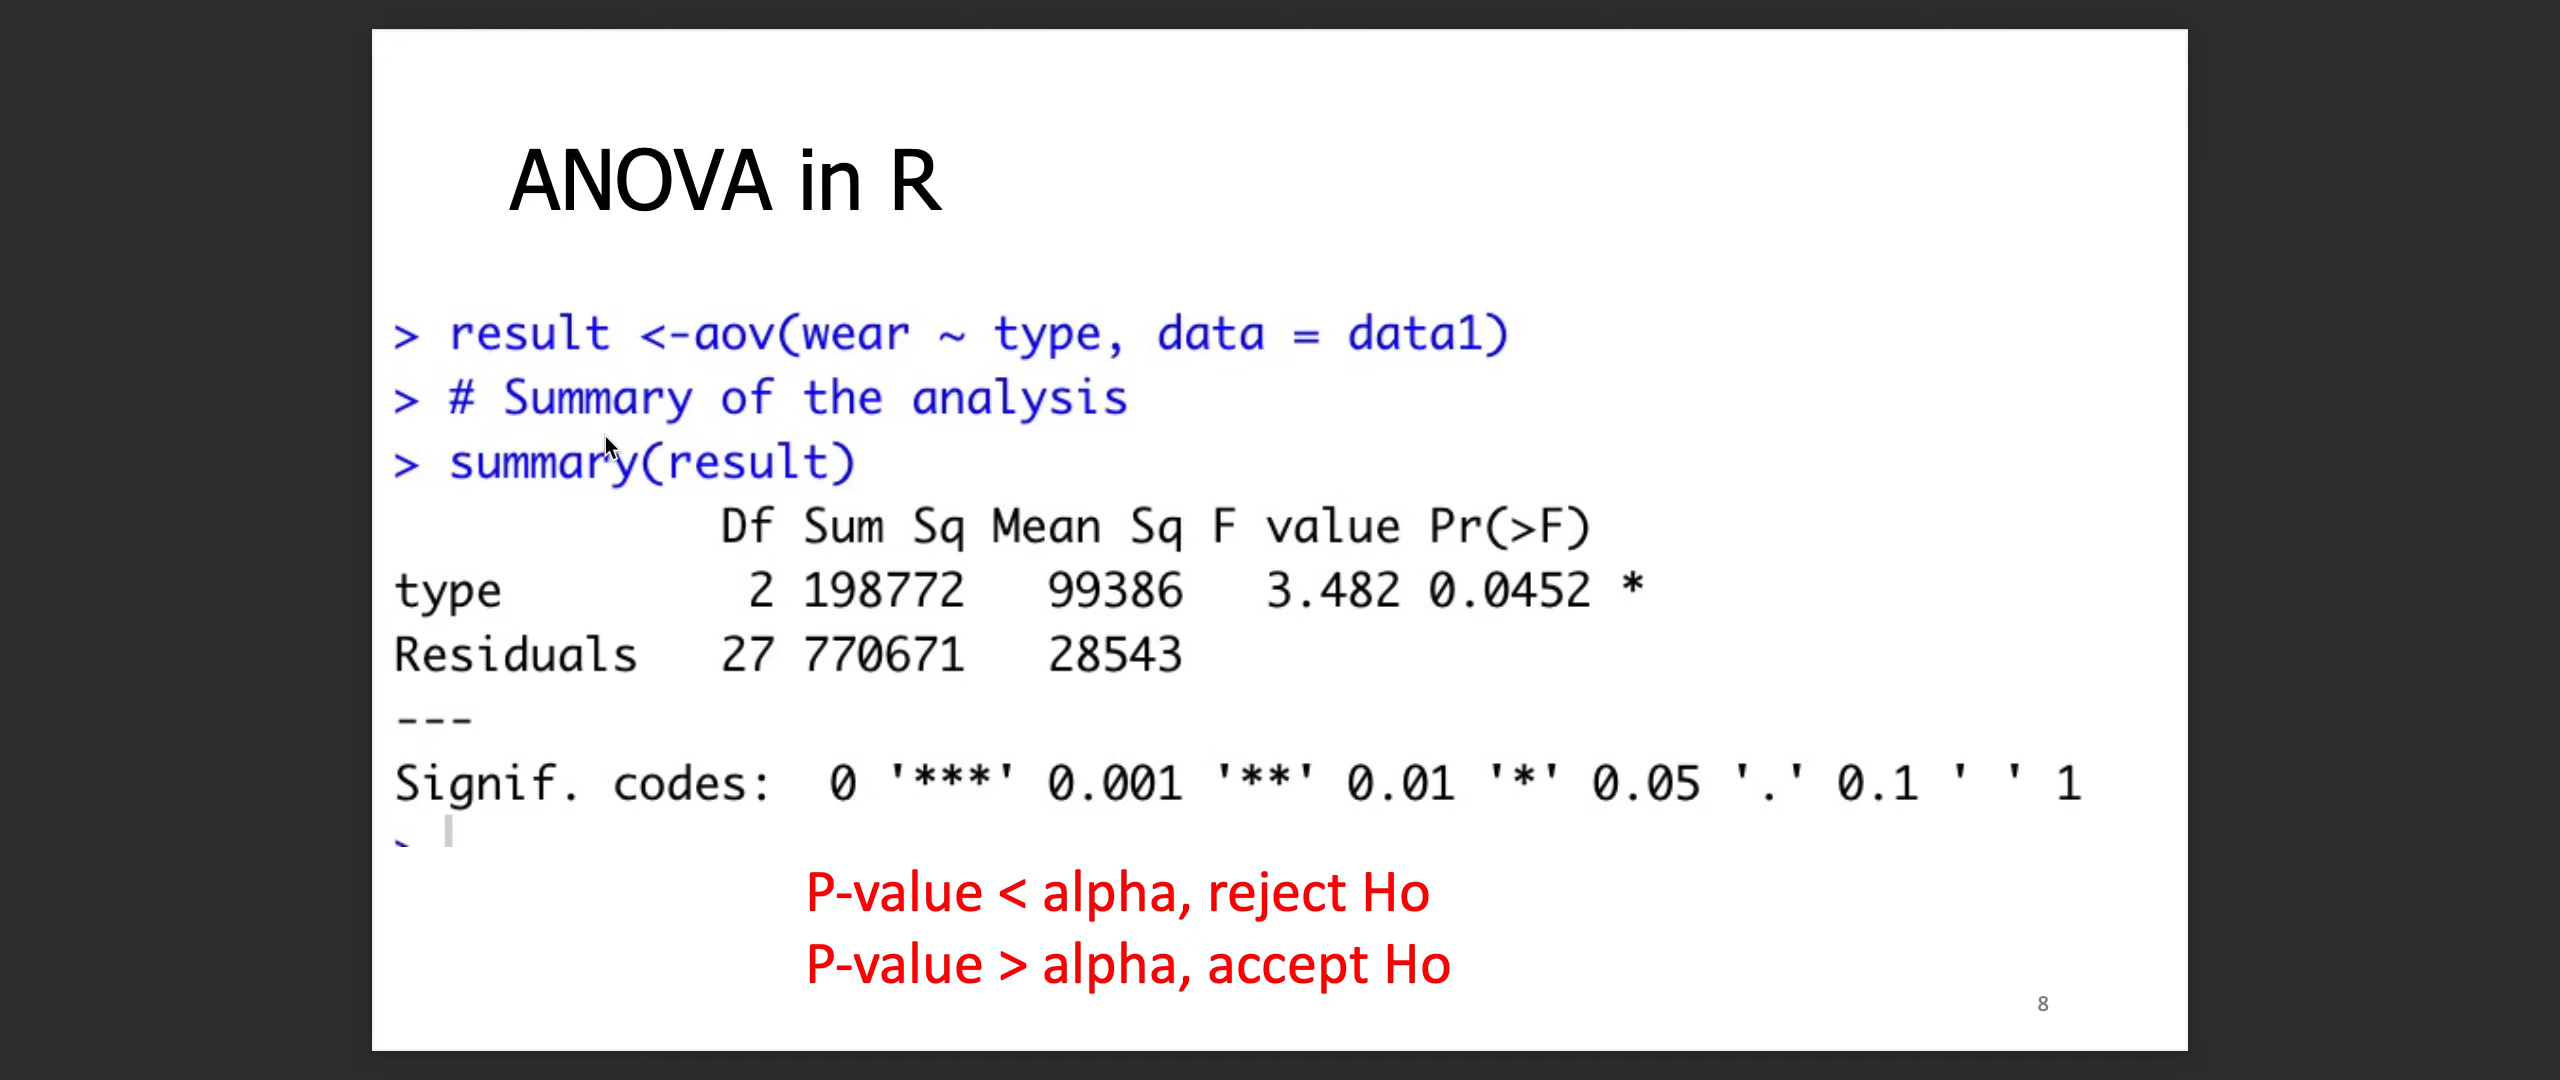 ANOVA in R
> result <-aov(wear ~ type, data = data1)
> # Summary of the analysis
> summary(result)
            Df Sum Sq Mean Sq F value Pr(>F)
type         2 198772   99386   3.482 0.0452 *
Residuals   27 770671   28543
---
Signif. codes:  0 '***' 0.001 '**' 0.01 '*' 0.05 '.' 0.1 ' ' 1
>
P-value < alpha, reject Ho
P-value > alpha, accept Ho
8